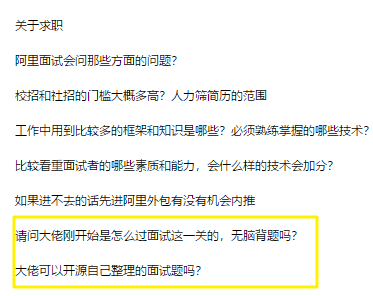 关于求职
阿里面试会问那些方面的问题?
校招和社招的门槛大概多高? 人力筛简历的范围
工作中用到比较多的框架和知识是哪些? 必须熟练掌握的哪些技术?
比较看重面试者的哪些素质和能力，会什么样的技术会加分?
如果进不去的话先进阿里外包有没有机会内推
请问大佬刚开始是怎么过面试这一关的，无脑背题吗?
大佬可以开源自己整理的面试题吗?